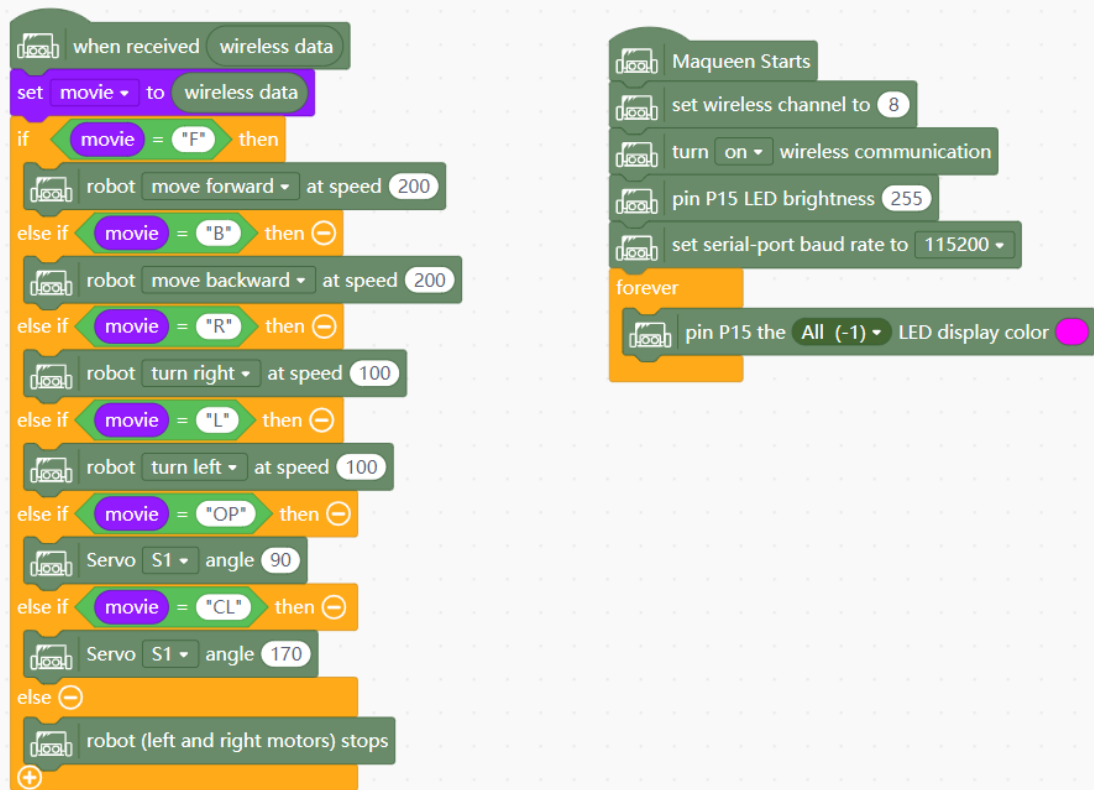 when received wireless data
set movie to wireless data
if movie = "F" then
robot move forward at speed 200
else if movie = "B" then
robot move backward at speed 200
else if movie = "R" then
robot turn right at speed 100
else if movie = "L" then
robot turn left at speed 100
else if movie = "OP" then
Servo S1 angle 90
else if movie = "CL" then
Servo S1 angle 170
else
robot (left and right motors) stops
Maqueen Starts
set wireless channel to 8
turn on wireless communication
pin P15 LED brightness 255
set serial-port baud rate to 115200
forever
pin P15 the All (-1) LED display color